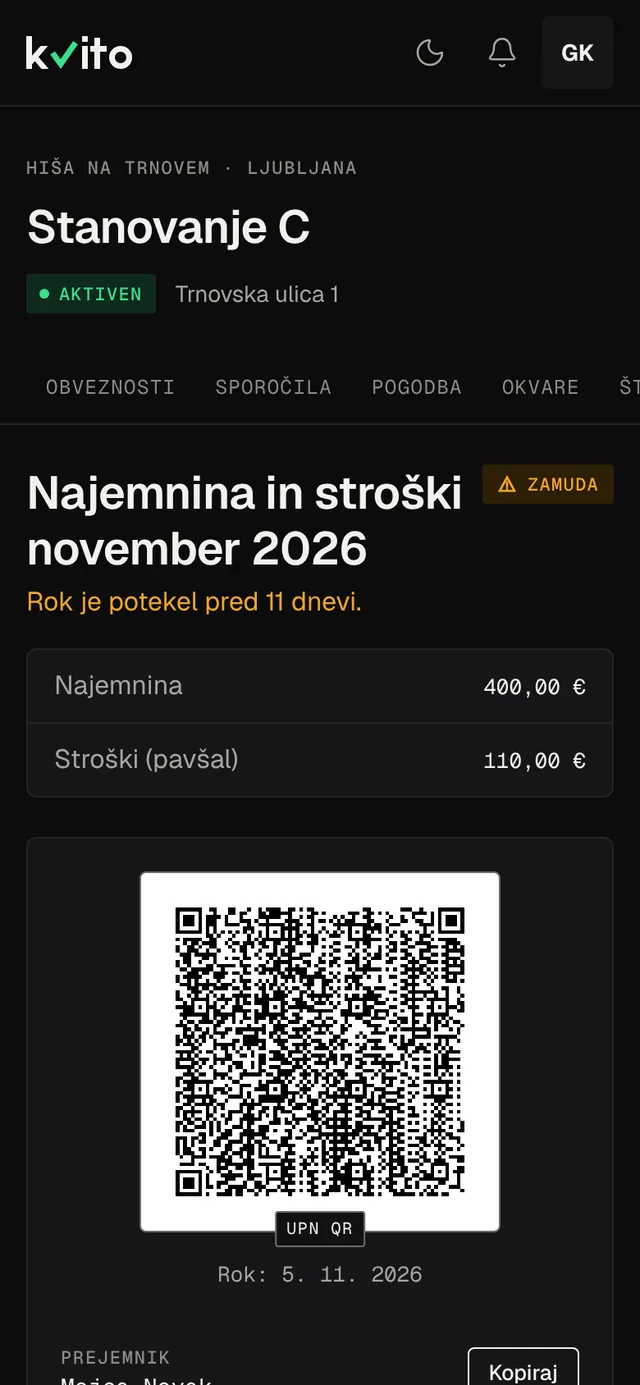 kvito
GK
HIŠA NA TRNOVEM · LJUBLJANA
Stanovanje C
AKTIVEN
Trnovska ulica 1
OBVEZNOSTI SPOROČILA POGODBA OKVARE ŠT
Najemnina in stroški
november 2026
ZAMUDA
Rok je potekel pred 11 dnevi.
Najemnina 400,00 €
Stroški (pavšal) 110,00 €
UPN QR
Rok: 5. 11. 2026
PREJEMNIK
Kopiraj